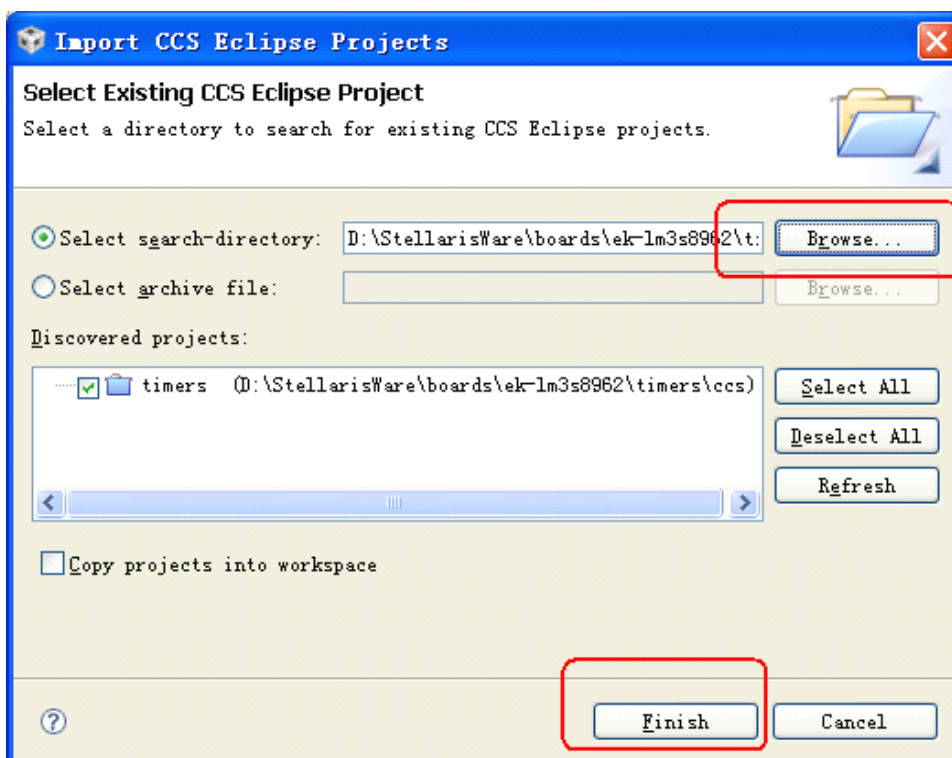 Import CCS Eclipse Projects
Select Existing CCS Eclipse Project
Select a directory to search for existing CCS Eclipse projects.
Select search-directory: D:\StellarisWare\boards\ek-lm3s8962\t: Browse...
Select archive file: Browse...
Discovered projects:
timers (D:\StellarisWare\boards\ek-lm3s8962\timers\ccs) Select All
Deselect All
Refresh
Copy projects into workspace
? Finish Cancel